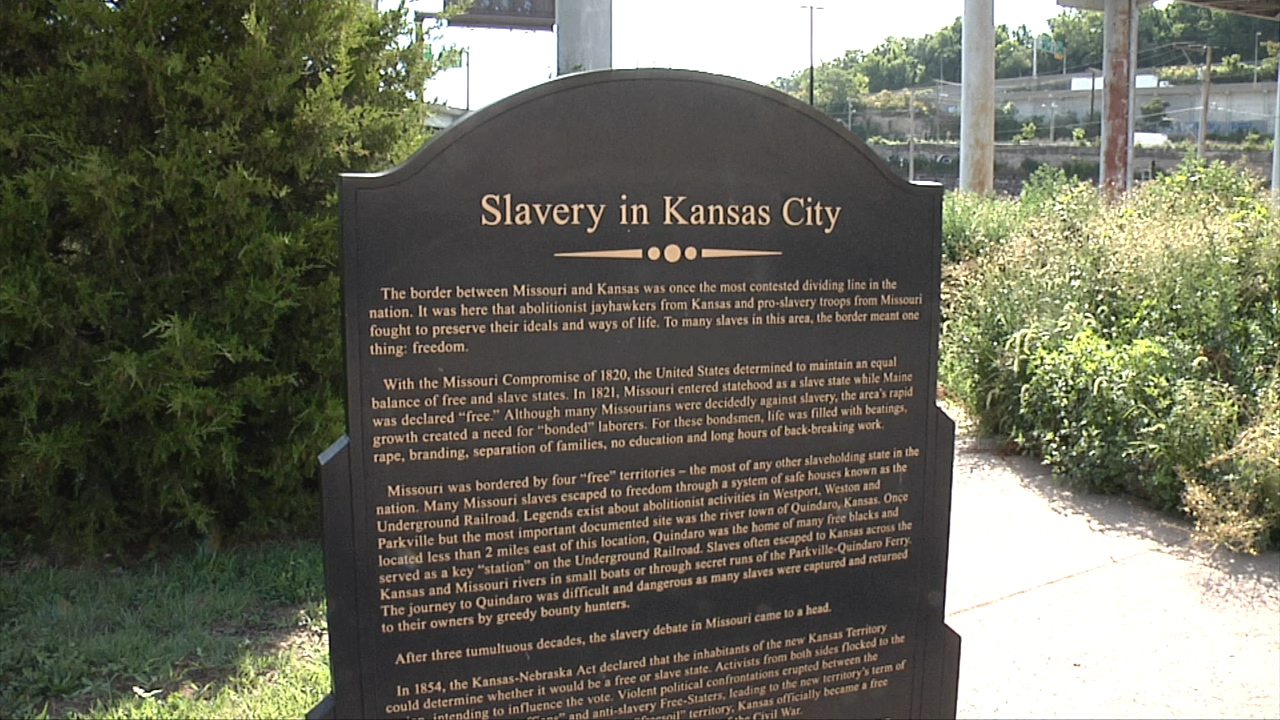 Slavery in Kansas City
The border between Missouri and Kansas was once the most contested dividing line in the
nation. It was here that abolitionist jayhawkers from Kansas and pro-slavery troops from Missouri
fought to preserve their ideals and ways of life. To many slaves in this area, the border meant one
thing: freedom.
With the Missouri Compromise of 1820, the United States determined to maintain an equal
balance of free and slave states. In 1821, Missouri entered statehood as a slave state while Maine
was declared “free.” Although many Missourians were decidedly against slavery, the area's rapid
growth created a need for “bonded” laborers. For these bondsmen, life was filled with beatings,
rape, branding, separation of families, no education and long hours of back-breaking work.
Missouri was bordered by four “free” territories – the most of any other slaveholding state in the
nation. Many Missouri slaves escaped to freedom through a system of safe houses known as the
Underground Railroad. Legends exist about abolitionist activities in Westport, Weston and
Parkville but the most important documented site was the river town of Quindaro, Kansas. Once
located less than 2 miles east of this location, Quindaro was the home of many free blacks and
served as a key “station” on the Underground Railroad. Slaves often escaped to Kansas across the
Kansas and Missouri rivers in small boats or through secret runs of the Parkville-Quindaro Ferry.
The journey to Quindaro was difficult and dangerous as many slaves were captured and returned
to their owners by greedy bounty hunters.
After three tumultuous decades, the slavery debate in Missouri came to a head.
In 1854, the Kansas-Nebraska Act declared that the inhabitants of the new Kansas Territory
could determine whether it would be a free or slave state. Activists from both sides flocked to the
intending to influence the vote. Violent political confrontations erupted between the
and anti-slavery Free-Staters, leading to the new territory's term of
territory, Kansas officially became a free
the Civil War.